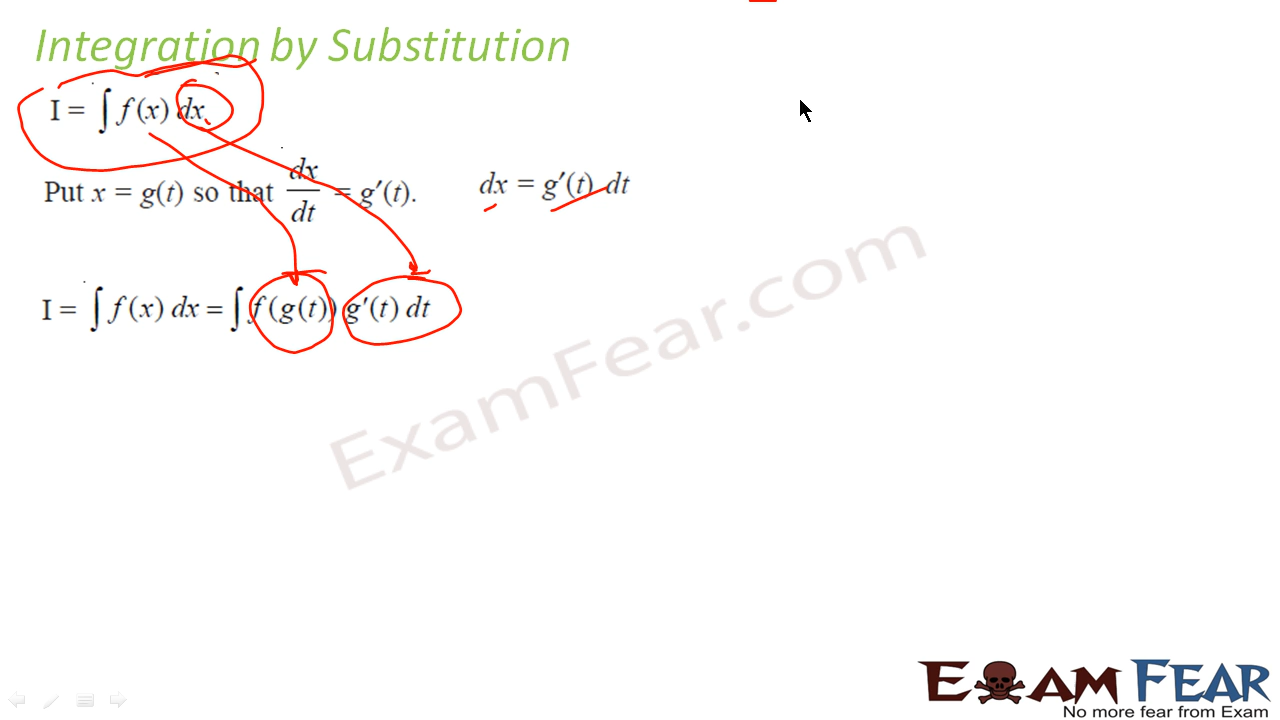 Integration by Substitution
I = ∫ f(x) dx
Put x = g(t) so that dx/dt = g′(t).    dx = g′(t) dt
I = ∫ f(x) dx = ∫ f(g(t)) g′(t) dt
ExamFear.com
EXAM FEAR
No more fear from Exam